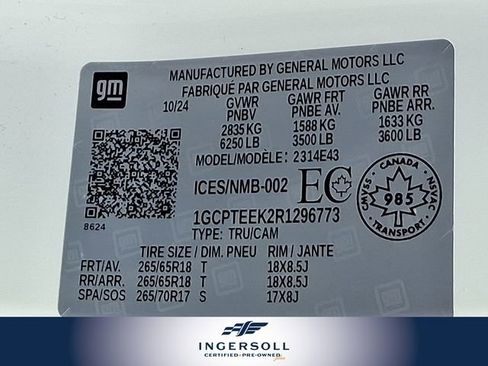 MANUFACTURED BY GENERAL MOTORS LLC
FABRIQUÉ PAR GENERAL MOTORS LLC
gm
10/24 GVWR GAWR FRT GAWR RR
PNBV PNBE AV. PNBE ARR.
2835 KG 1588 KG 1633 KG
6250 LB 3500 LB 3600 LB
MODEL/MODÈLE: 2314E43
ICES/NMB-002 EC
CANADA
985
1GCPTEEK2R1296773
8624
TYPE: TRU/CAM
TIRE SIZE / DIM. PNEU RIM / JANTE
FRT/AV. 265/65R18 T 18X8.5J
RR/ARR. 265/65R18 T 18X8.5J
SPA/SOS 265/70R17 S 17X8J
INGERSOLL
CERTIFIED-PRE-OWNED